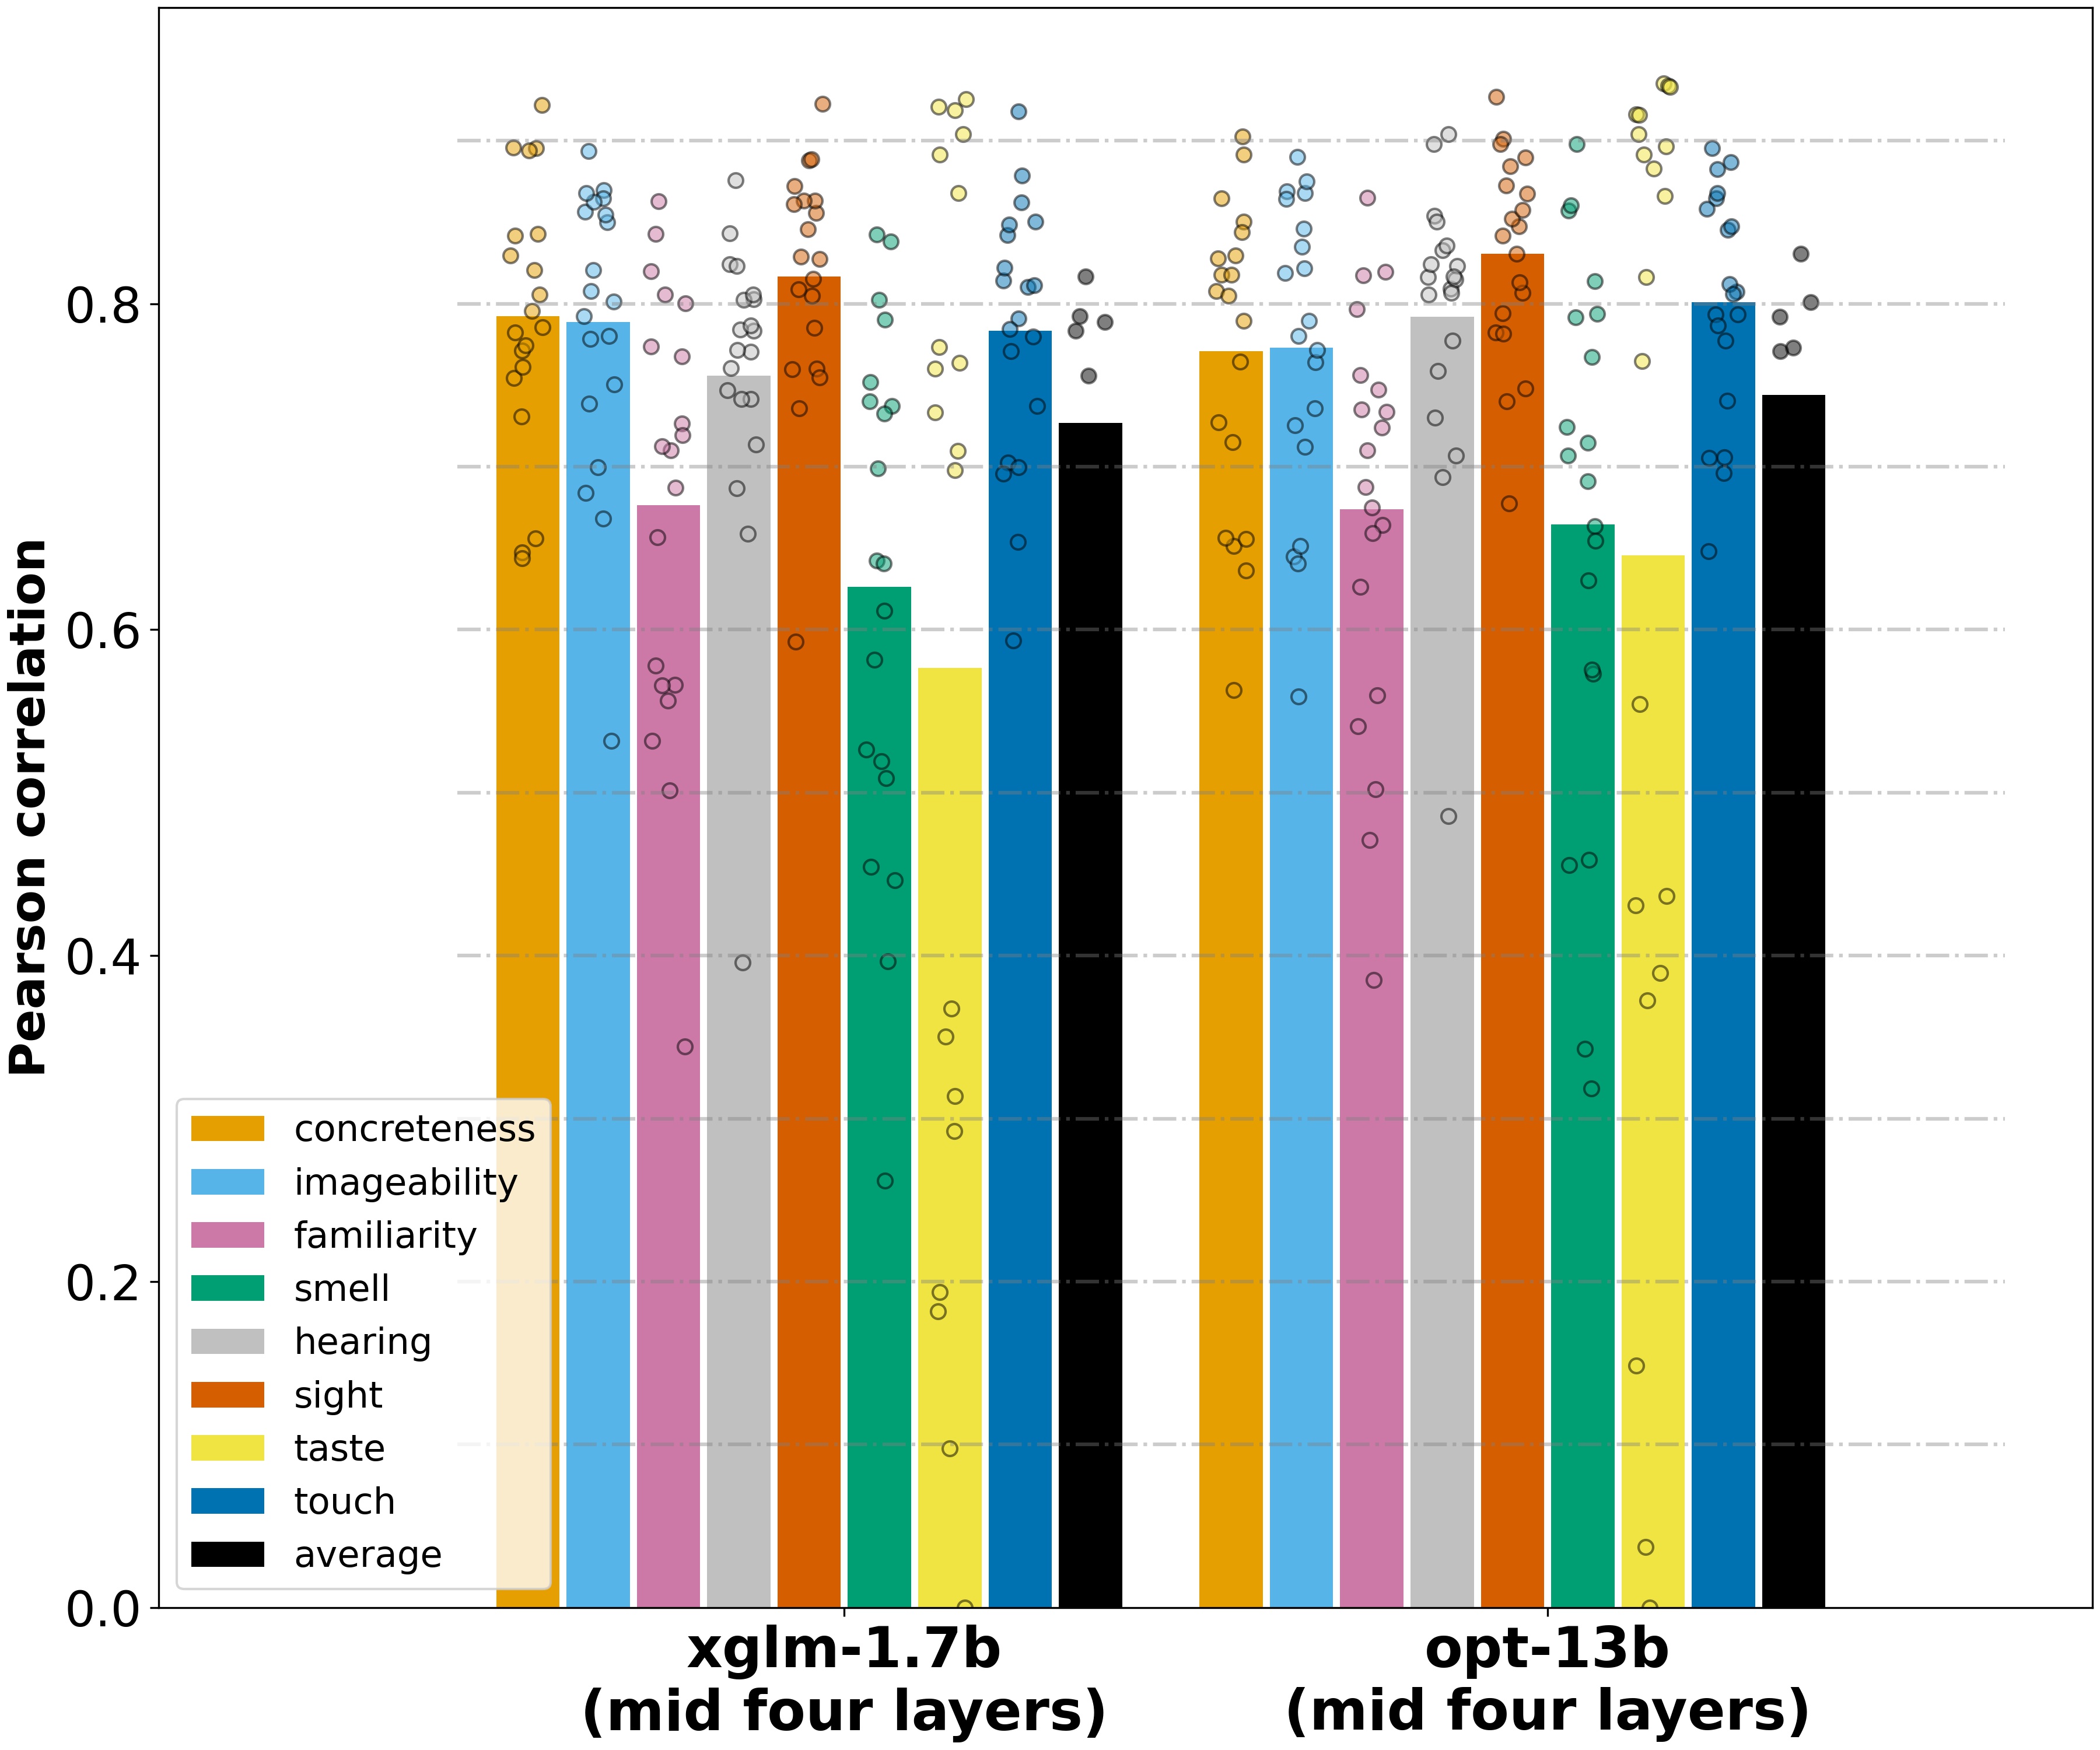 Pearson correlation
0.8
0.6
0.4
0.2
0.0
concreteness
imageability
familiarity
smell
hearing
sight
taste
touch
average
xglm-1.7b
(mid four layers)
opt-13b
(mid four layers)